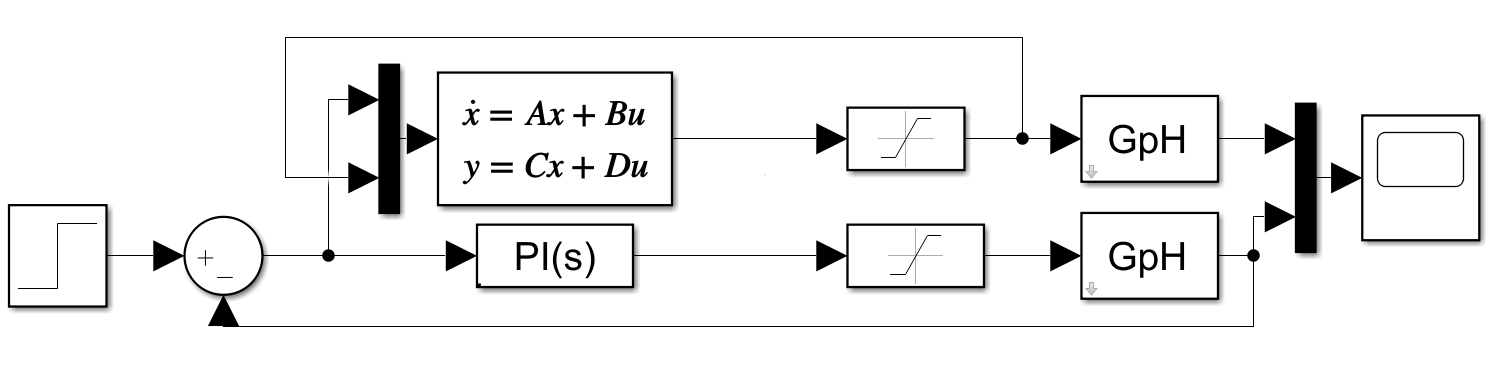 ẋ = Ax + Bu
y = Cx + Du
GpH
+
−
PI(s)
GpH